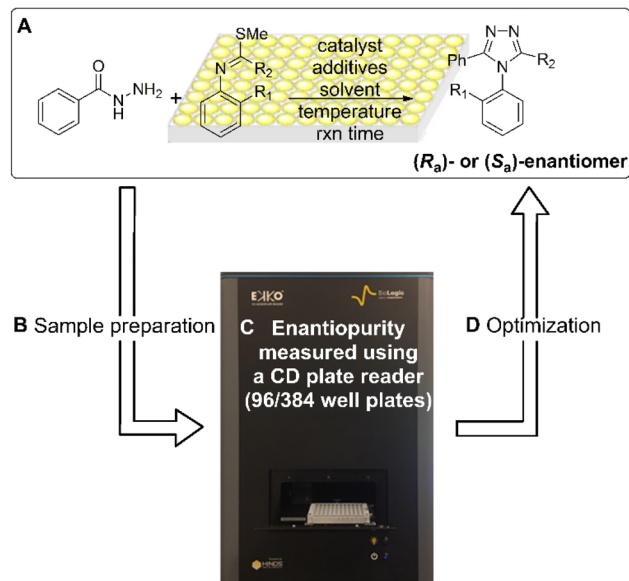 A
SMe
N R₂
R₁
O
N
H
NH₂
+
catalyst
additives
solvent
temperature
rxn time
N-N
Ph N R₂
R₁
(Rₐ)- or (Sₐ)-enantiomer
B Sample preparation
EKKO
BioLogic
C Enantiopurity
measured using
a CD plate reader
(96/384 well plates)
D Optimization
HINDS